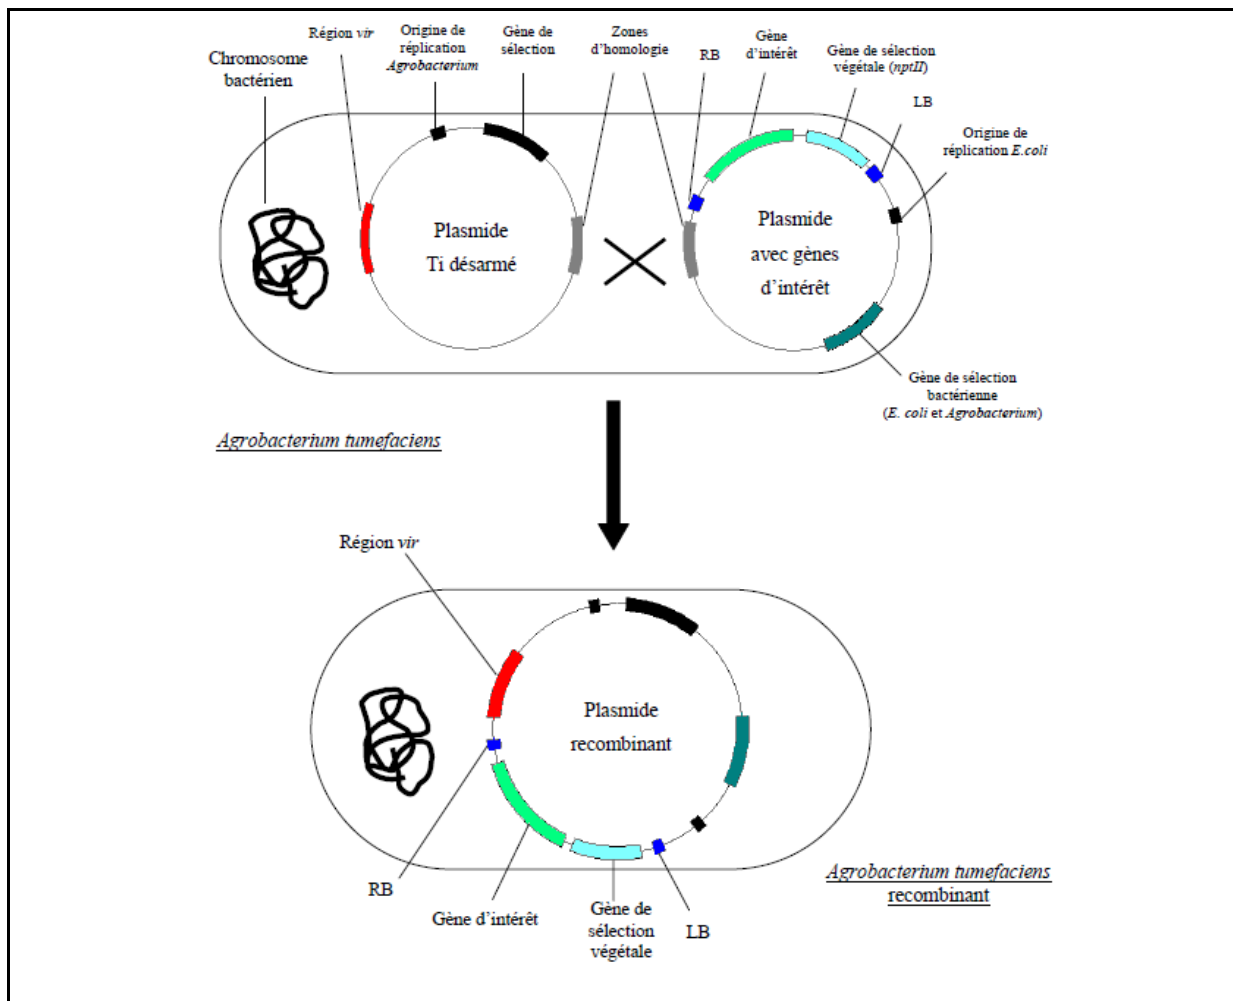 Région vir
Origine de
réplication
Agrobacterium
Gène de
sélection
Zones
d'homologie
RB
Gène
d'intérêt
Gène de sélection
végétale (nptII)
LB
Chromosome
bactérien
Origine de
réplication E.coli
Plasmide
Ti désarmé
Plasmide
avec gènes
d'intérêt
Gène de sélection
bactérienne
(E. coli et Agrobacterium)
Agrobacterium tumefaciens
Région vir
Plasmide
recombinant
RB
Gène d'intérêt
Gène de
sélection
végétale
LB
Agrobacterium tumefaciens
recombinant